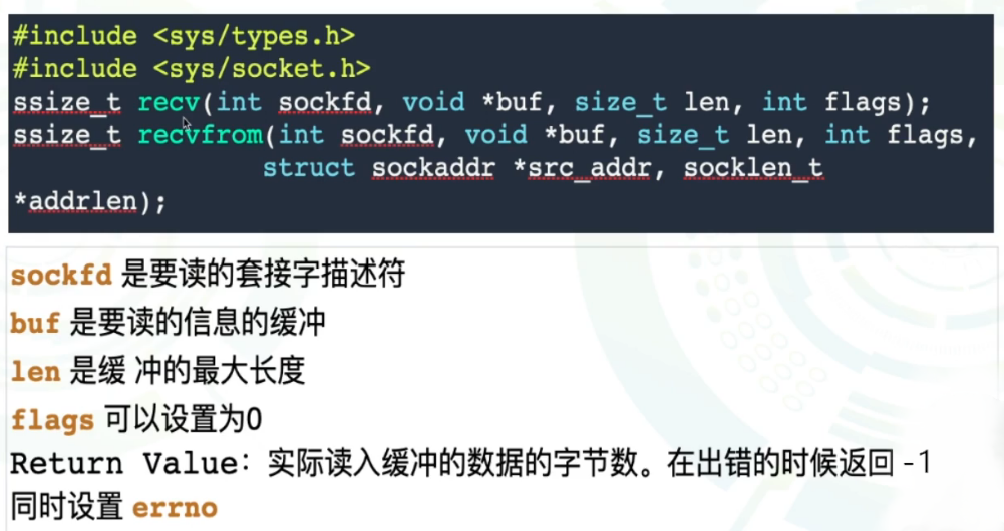 #include <sys/types.h>
#include <sys/socket.h>
ssize_t recv(int sockfd, void *buf, size_t len, int flags);
ssize_t recvfrom(int sockfd, void *buf, size_t len, int flags,
struct sockaddr *src_addr, socklen_t
*addrlen);
sockfd 是要读的套接字描述符
buf 是要读的信息的缓冲
len 是缓 冲的最大长度
flags 可以设置为0
Return Value: 实际读入缓冲的数据的字节数。在出错的时候返回 -1
同时设置 errno